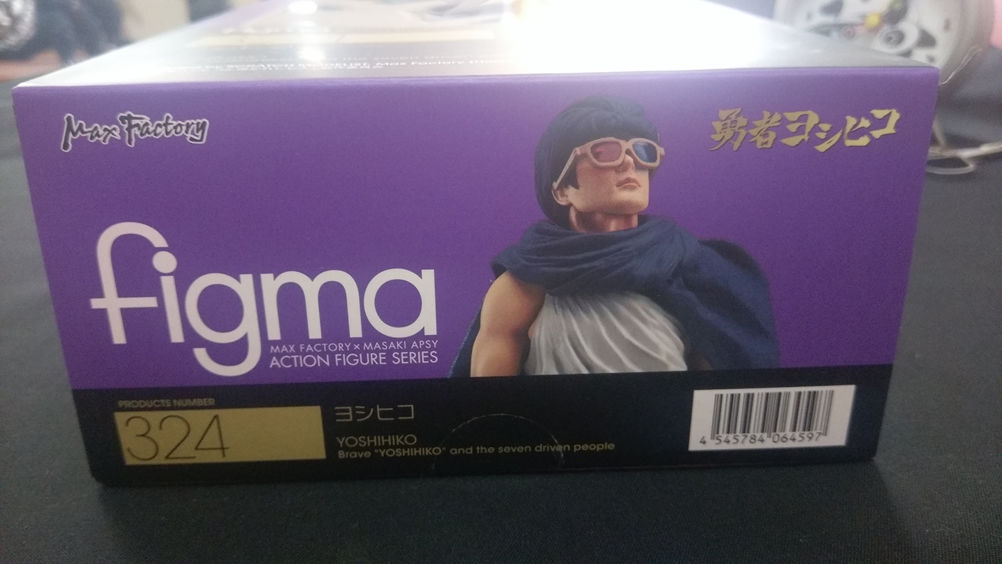 Max Factory
勇者ヨシヒコ
figma
MAX FACTORY × MASAKI APSY
ACTION FIGURE SERIES
PRODUCTS NUMBER
324
ヨシヒコ
YOSHIHIKO
Brave "YOSHIHIKO" and the seven driven people
4 545784 064597